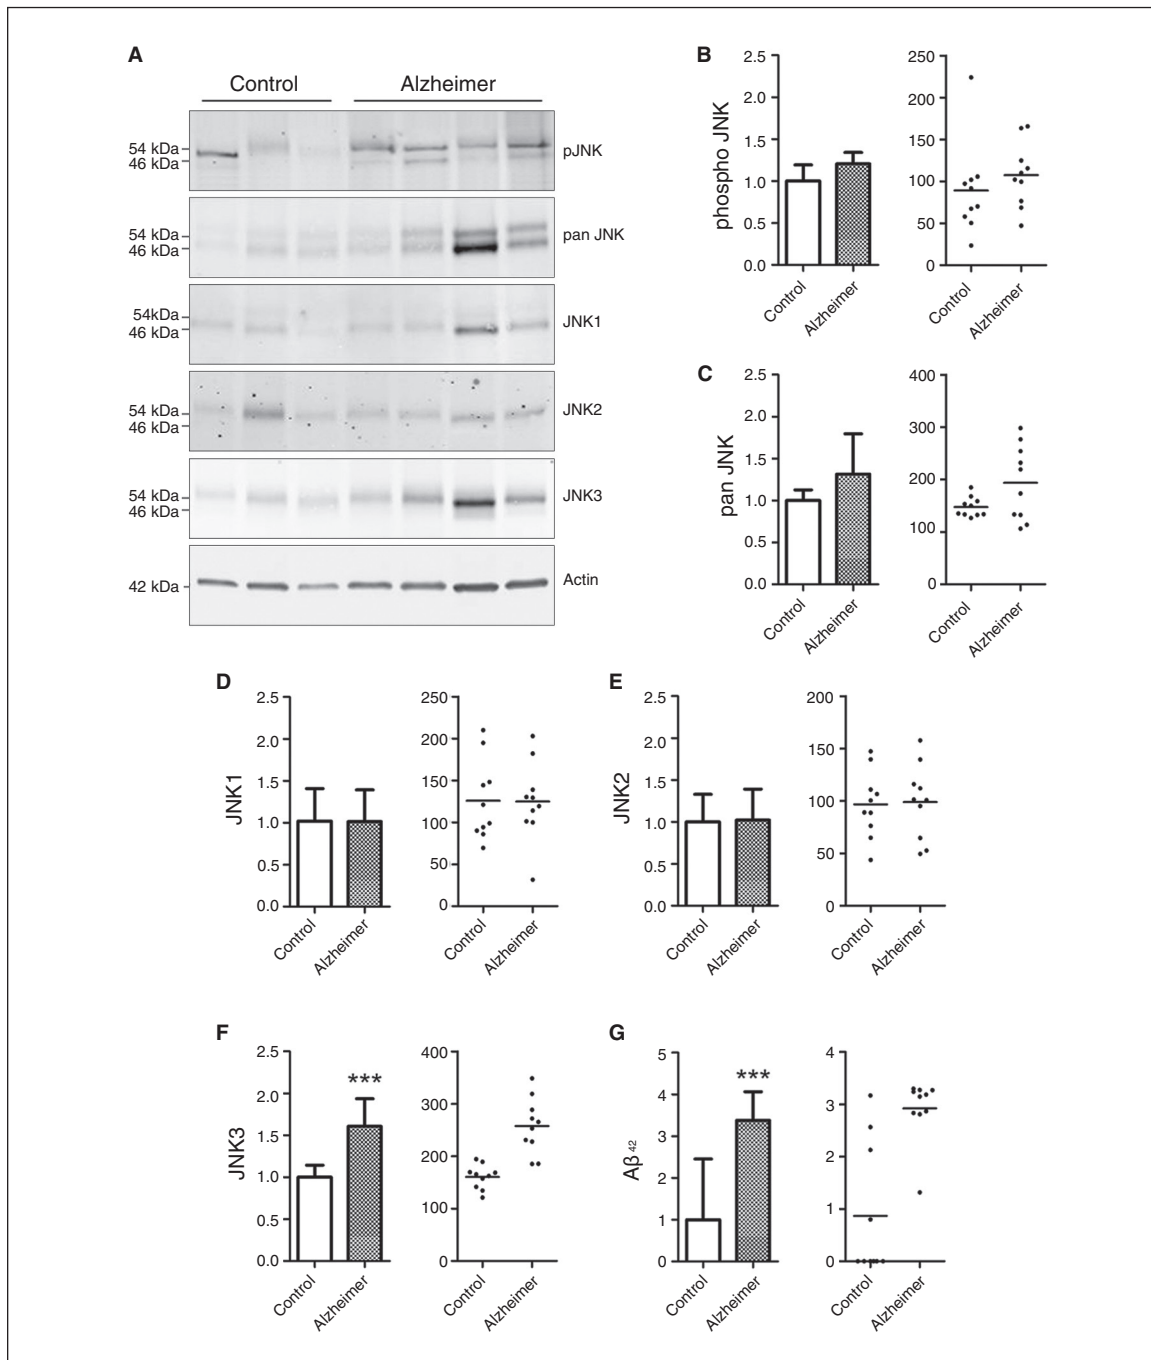 A
Control Alzheimer
54 kDa
46 kDa
pJNK
54 kDa
46 kDa
pan JNK
54kDa
46 kDa
JNK1
54 kDa
46 kDa
JNK2
54 kDa
46 kDa
JNK3
42 kDa
Actin
B
phospho JNK
2.5
2.0
1.5
1.0
0.5
0.0
Control
Alzheimer
250
200
150
100
50
0
Control
Alzheimer
C
pan JNK
2.5
2.0
1.5
1.0
0.5
0.0
Control
Alzheimer
400
300
200
100
0
Control
Alzheimer
D
JNK1
2.5
2.0
1.5
1.0
0.5
0.0
Control
Alzheimer
250
200
150
100
50
0
Control
Alzheimer
E
JNK2
2.5
2.0
1.5
1.0
0.5
0.0
Control
Alzheimer
200
150
100
50
0
Control
Alzheimer
F
JNK3
2.5
2.0
1.5
1.0
0.5
0.0
***
Control
Alzheimer
400
300
200
100
0
Control
Alzheimer
G
Aβ 42
5
4
3
2
1
0
***
Control
Alzheimer
4
3
2
1
0
Control
Alzheimer